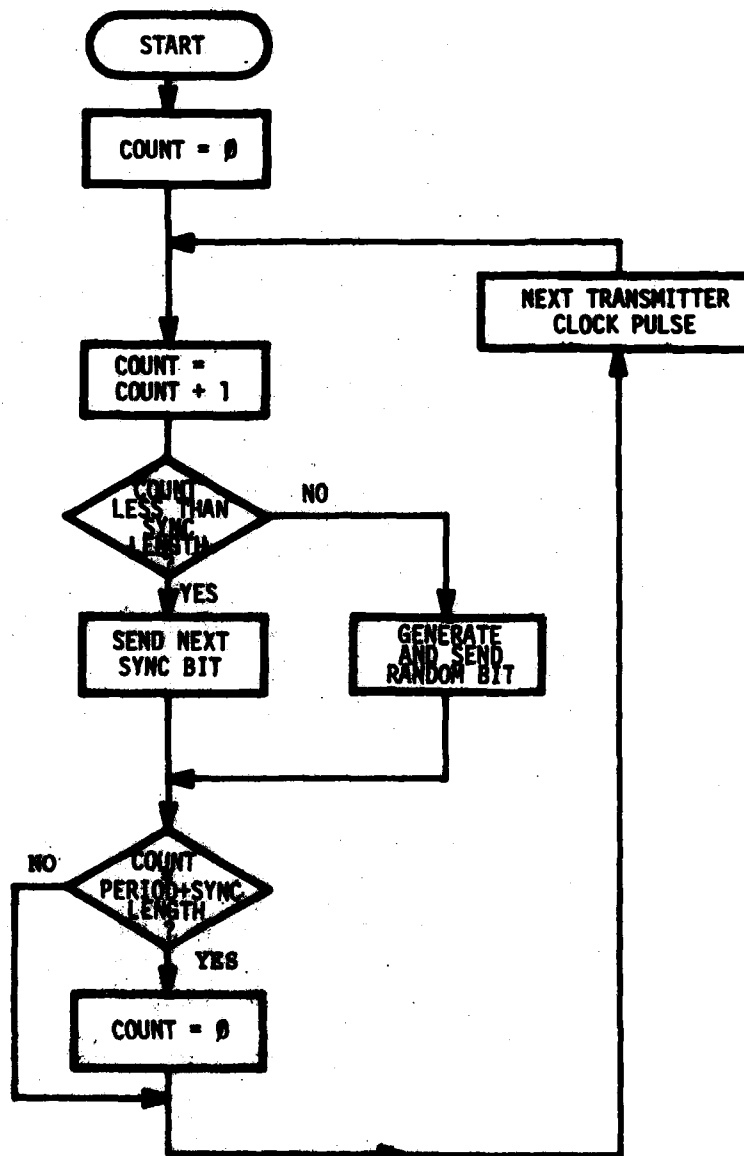 START
COUNT = Ø
NEXT TRANSMITTER
CLOCK PULSE
COUNT =
COUNT + 1
COUNT
LESS THAN
SYNC
LENGTH
?
NO
YES
SEND NEXT
SYNC BIT
GENERATE
AND SEND
RANDOM BIT
NO
COUNT
=
PERIOD+SYNC
LENGTH
?
YES
COUNT = Ø